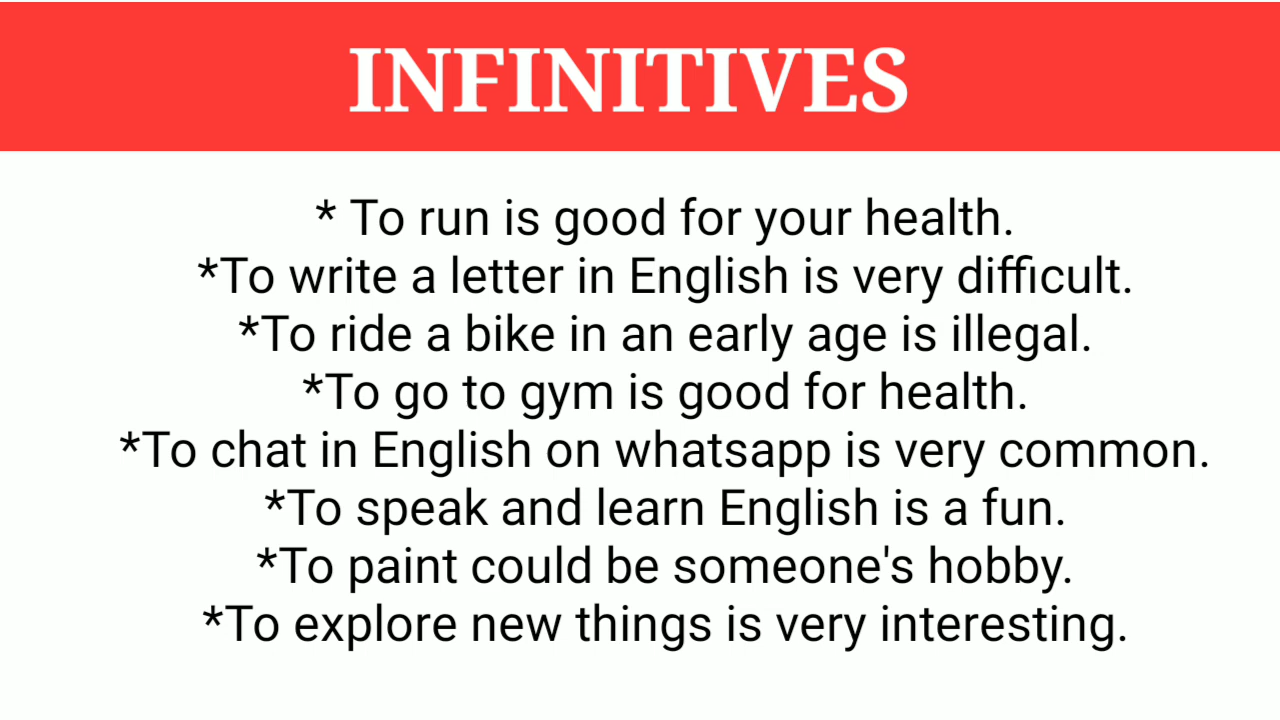 INFINITIVES
* To run is good for your health.
*To write a letter in English is very difficult.
*To ride a bike in an early age is illegal.
*To go to gym is good for health.
*To chat in English on whatsapp is very common.
*To speak and learn English is a fun.
*To paint could be someone's hobby.
*To explore new things is very interesting.